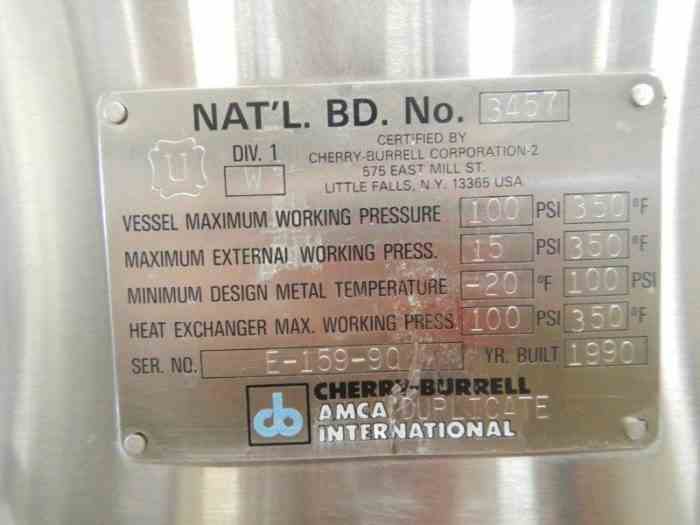 NAT'L. BD. No. 3457
U
DIV. 1
W
CERTIFIED BY
CHERRY-BURRELL CORPORATION-2
575 EAST MILL ST.
LITTLE FALLS, N.Y. 13365 USA
VESSEL MAXIMUM WORKING PRESSURE 100 PSI 350 °F
MAXIMUM EXTERNAL WORKING PRESS. 15 PSI 350 °F
MINIMUM DESIGN METAL TEMPERATURE -20 °F 100 PSI
HEAT EXCHANGER MAX. WORKING PRESS 100 PSI 350 °F
SER. NO. E-159-90 YR. BUILT 1990
cb CHERRY-BURRELL
AMCA DUPLICATE
INTERNATIONAL